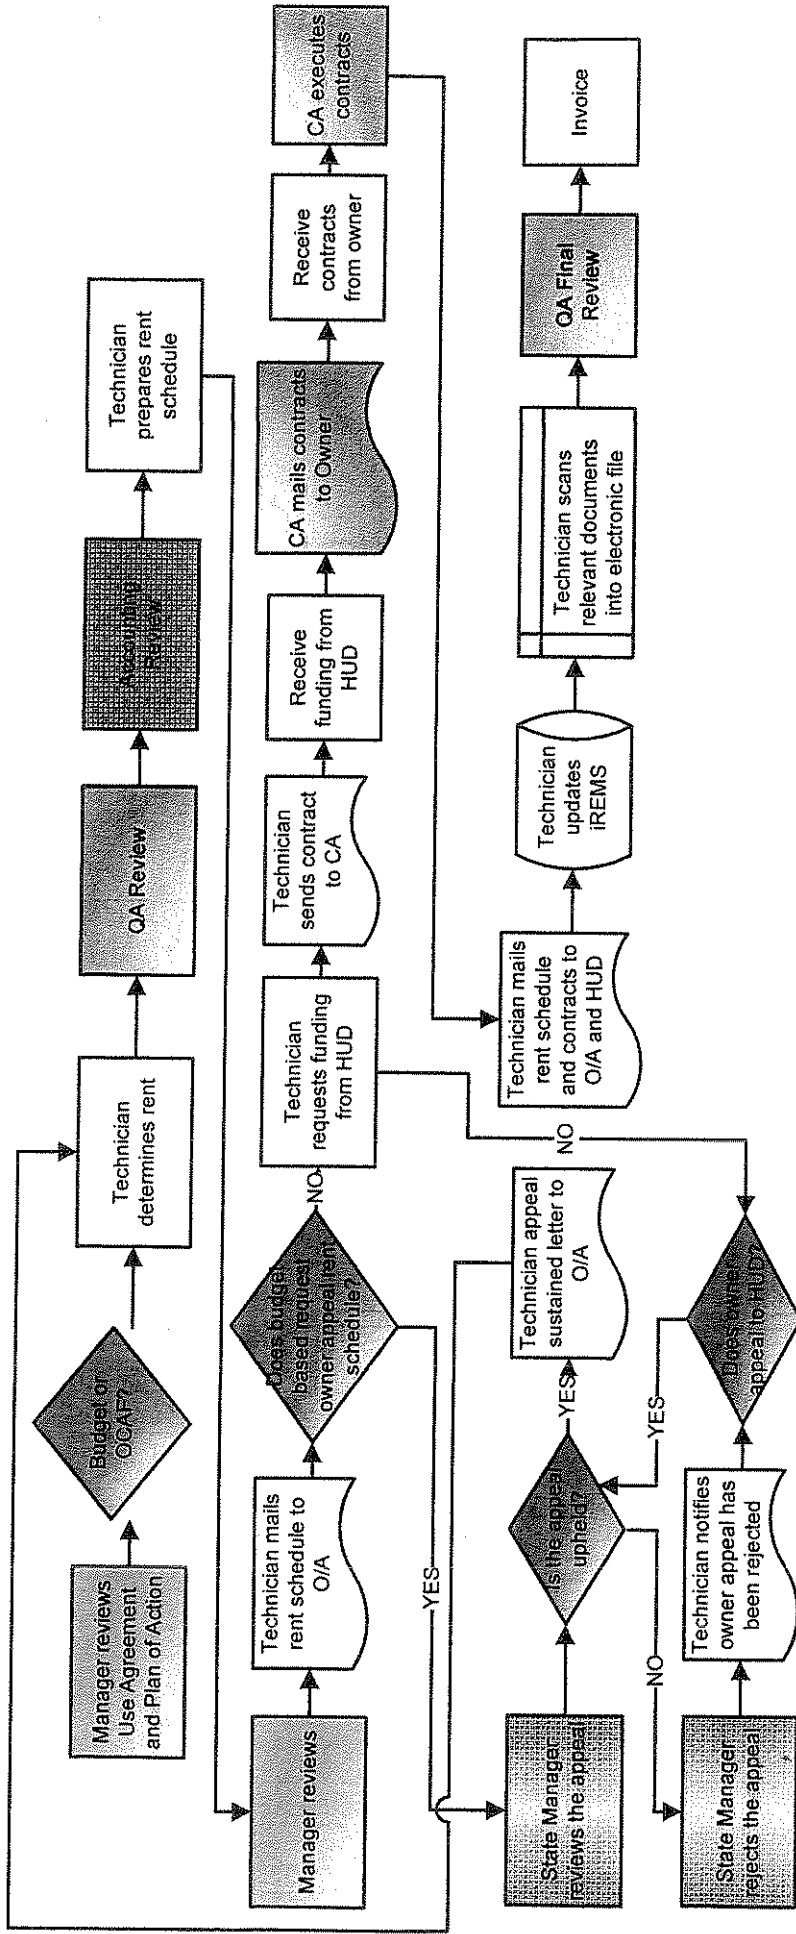 Manager reviews
Use Agreement
and Plan of Action
Budget or
OCAF?
Technician
determines rent
QA Review
Accounting
Review
Technician
prepares rent
schedule
Manager reviews
Technician mails
rent schedule to
O/A
Does budget
based request
owner appeal rent
schedule?
NO
Technician
requests funding
from HUD
Technician
sends contract
to CA
Receive
funding from
HUD
CA mails contracts
to Owner
Receive
contracts
from owner
CA executes
contracts
YES
State Manager
reviews the appeal
Is the appeal
upheld?
YES
Technician appeal
sustained letter to
O/A
Technician mails
rent schedule
and contracts to
O/A and HUD
Technician
updates
iREMS
Technician scans
relevant documents
into electronic file
QA Final
Review
Invoice
NO
YES
NO
State Manager
rejects the appeal
Technician notifies
owner appeal has
been rejected
Does owner
appeal to HUD?